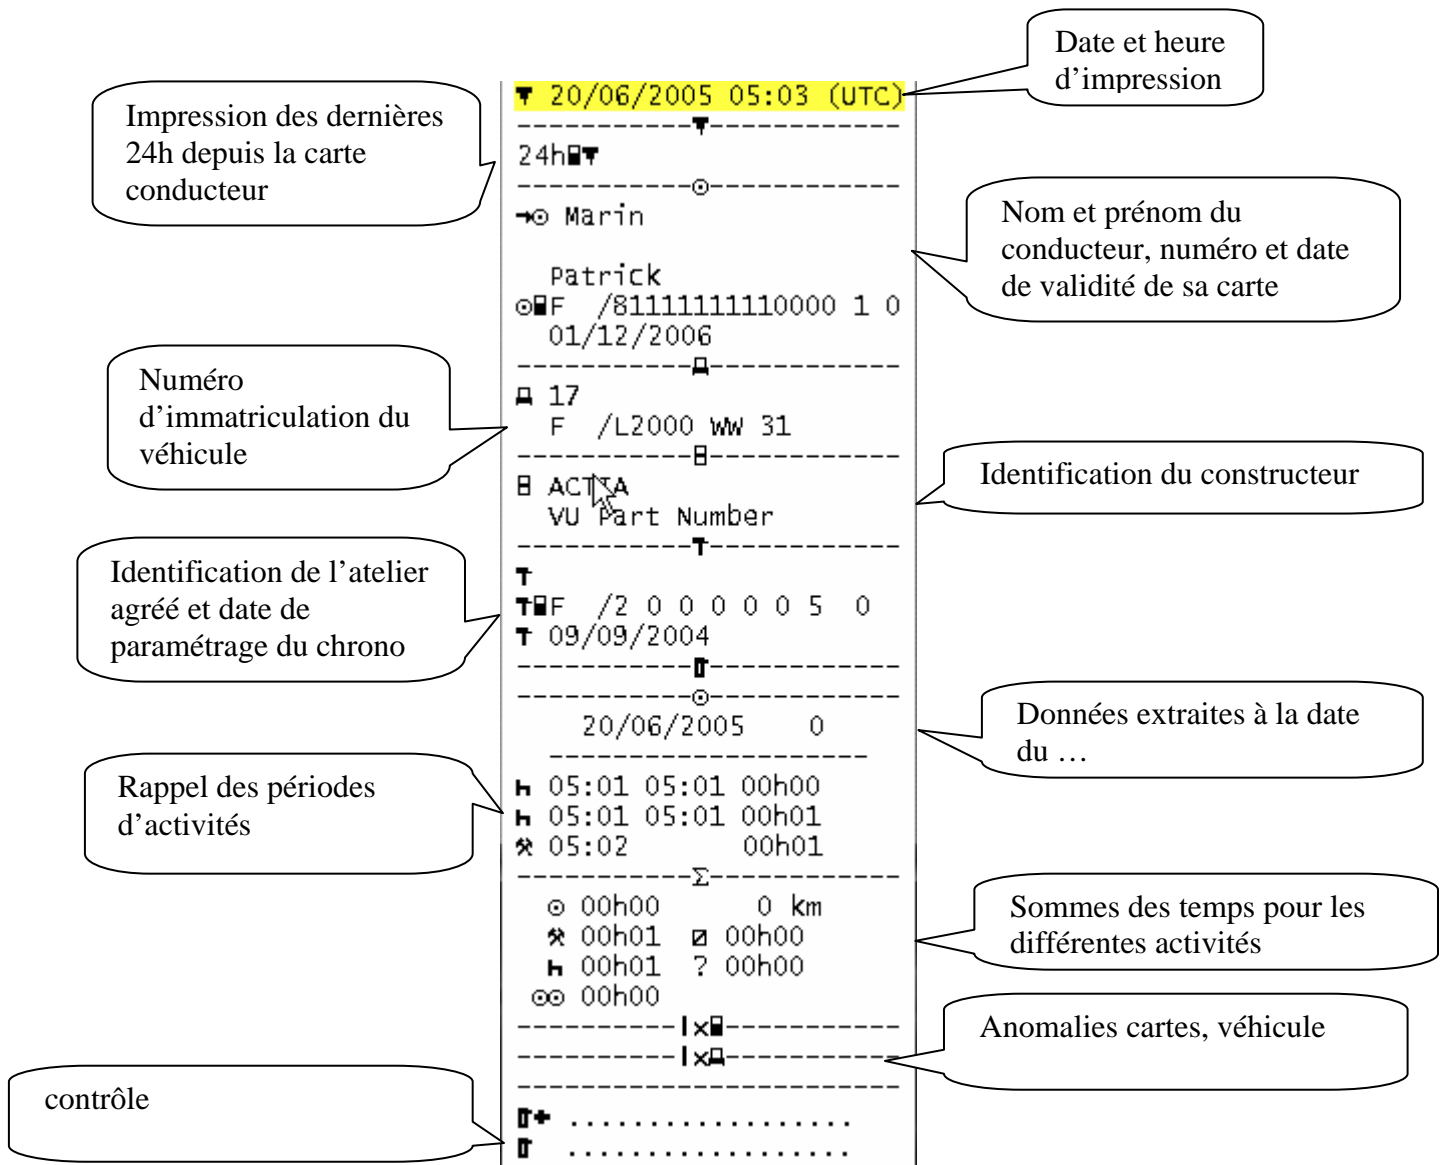 Date et heure
d’impression
Impression des dernières
24h depuis la carte
conducteur
▼ 20/06/2005 05:03 (UTC)
24h
Marin
Patrick
F /81111111110000 1 0
01/12/2006
Nom et prénom du
conducteur, numéro et date
de validité de sa carte
Numéro
d’immatriculation du
véhicule
17
F /L2000 WW 31
Identification du constructeur
ACTIA
VU Part Number
Identification de l’atelier
agréé et date de
paramétrage du chrono
F /2 0 0 0 0 0 5 0
09/09/2004
20/06/2005 0
Données extraites à la date
du …
Rappel des périodes
d’activités
05:01 05:01 00h00
05:01 05:01 00h01
05:02 00h01
Σ
00h00 0 km
00h01 00h00
00h01 ? 00h00
00h00
Sommes des temps pour les
différentes activités
Anomalies cartes, véhicule
contrôle